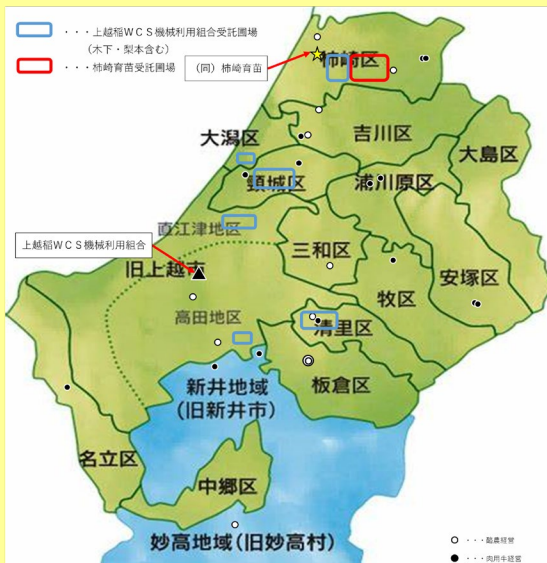 ・・・上越稲WCS機械利用組合受託圃場
（木下・梨本含む）
・・・柿崎育苗受託圃場
（同）柿崎育苗
柿崎区
大潟区
吉川区
大島区
頸城区
浦川原区
直江津地区
上越稲WCS機械利用組合
旧上越市
三和区
安塚区
牧区
高田地区
清里区
新井地域
（旧新井市）
板倉区
名立区
中郷区
妙高地域(旧妙高村)
・・・酪農経営
・・・肉用牛経営